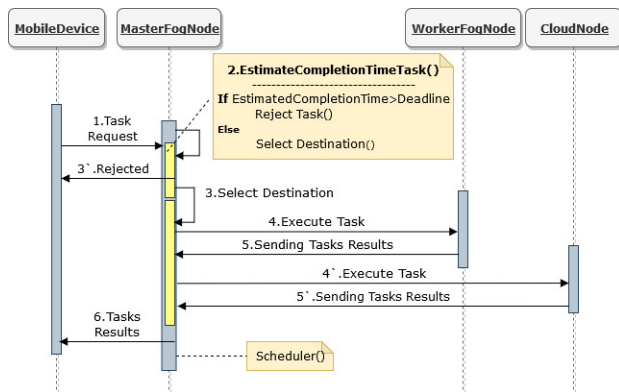 MobileDevice
MasterFogNode
WorkerFogNode
CloudNode
2.EstimateCompletionTimeTask()
----------------------------------
If EstimatedCompletionTime>Deadline
Reject Task()
Else
Select Destination()
1.Task
Request
3`.Rejected
3.Select Destination
4.Execute Task
5.Sending Tasks Results
4`.Execute Task
5`.Sending Tasks Results
6.Tasks
Results
Scheduler()